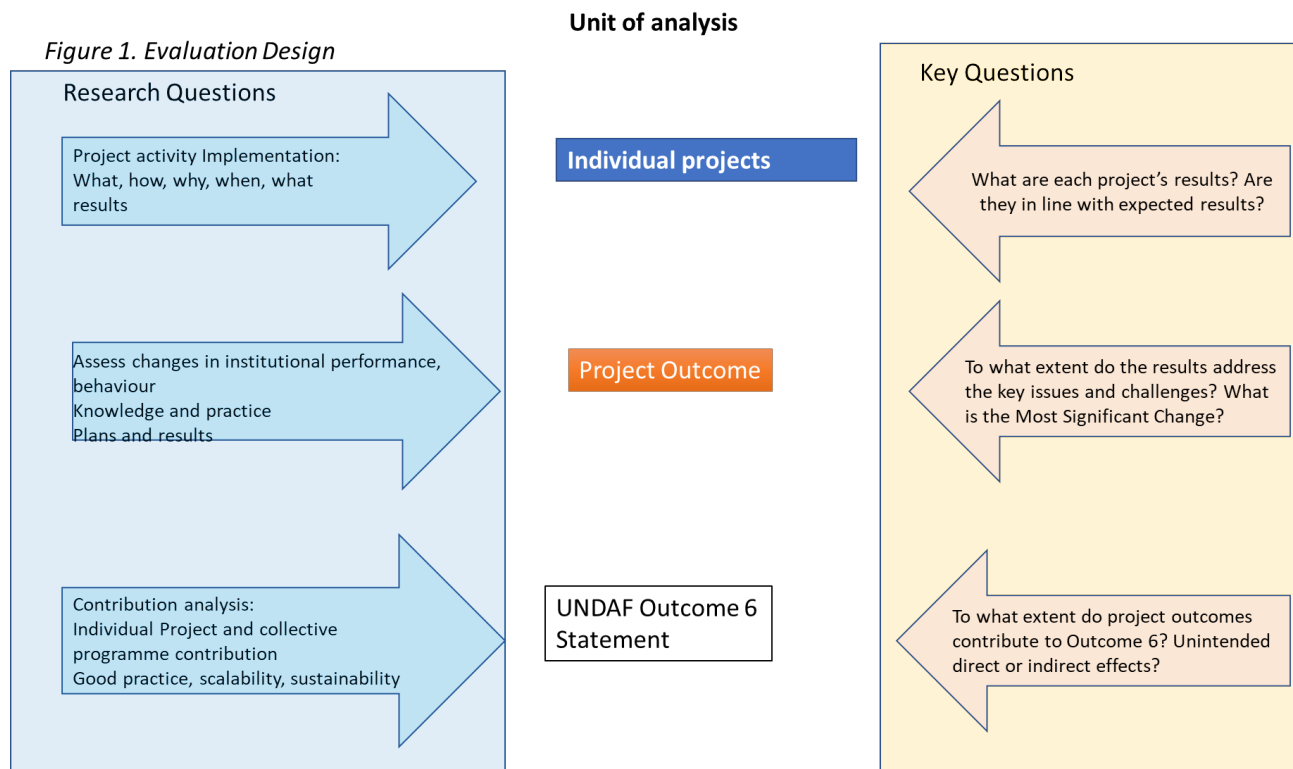 Unit of analysis
Figure 1. Evaluation Design
Research Questions
Key Questions
Project activity Implementation:
What, how, why, when, what
results
Individual projects
What are each project’s results? Are
they in line with expected results?
Assess changes in institutional performance,
behaviour
Knowledge and practice
Plans and results
Project Outcome
To what extent do the results address
the key issues and challenges? What
is the Most Significant Change?
Contribution analysis:
Individual Project and collective
programme contribution
Good practice, scalability, sustainability
UNDAF Outcome 6
Statement
To what extent do project outcomes
contribute to Outcome 6? Unintended
direct or indirect effects?